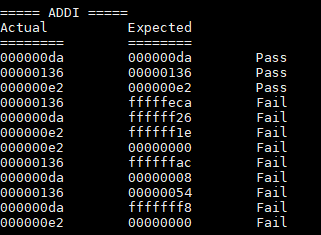 ===== ADDI =====
Actual Expected
======== ========
000000da 000000da Pass
00000136 00000136 Pass
000000e2 000000e2 Pass
00000136 fffffeca Fail
000000da ffffff26 Fail
000000e2 ffffff1e Fail
000000e2 00000000 Fail
00000136 ffffffac Fail
000000da 00000008 Fail
00000136 00000054 Fail
000000da fffffff8 Fail
000000e2 00000000 Fail